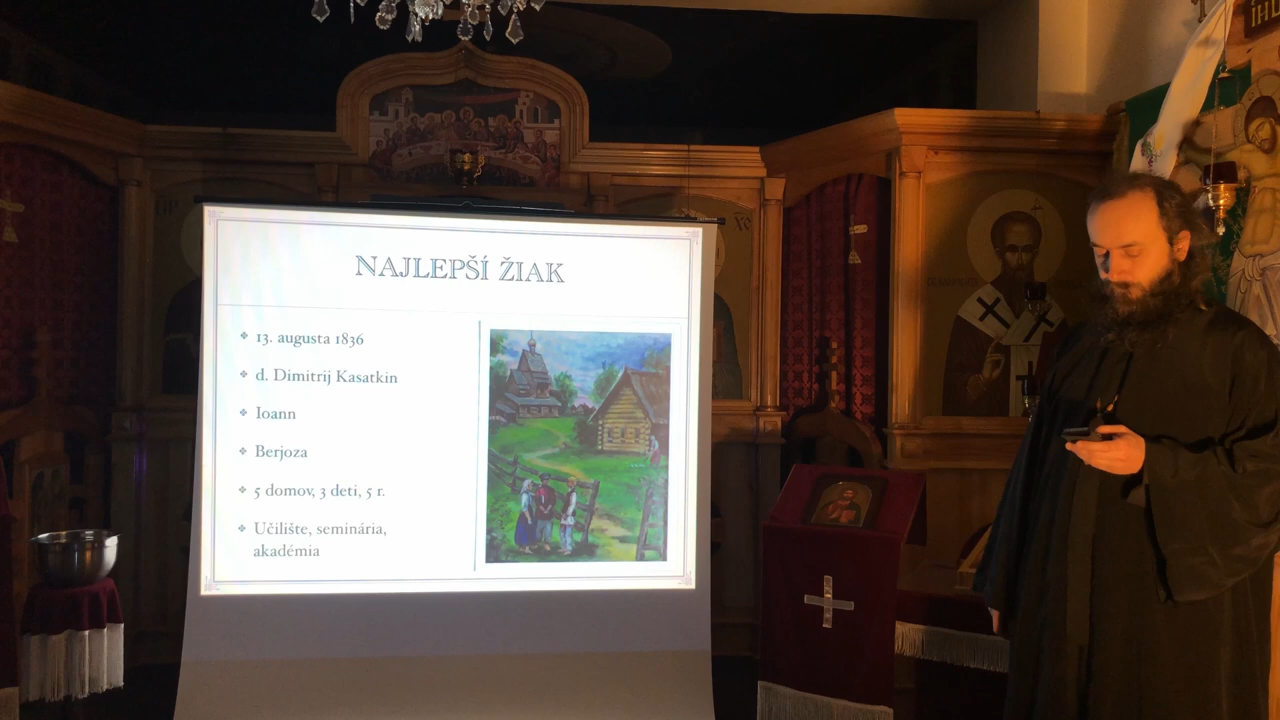 NAJLEPŠÍ ŽIAK
13. augusta 1836
d. Dimitrij Kasatkin
Ioann
Berjoza
5 domov, 3 deti, 5 r.
Učilište, seminária,
akadémia